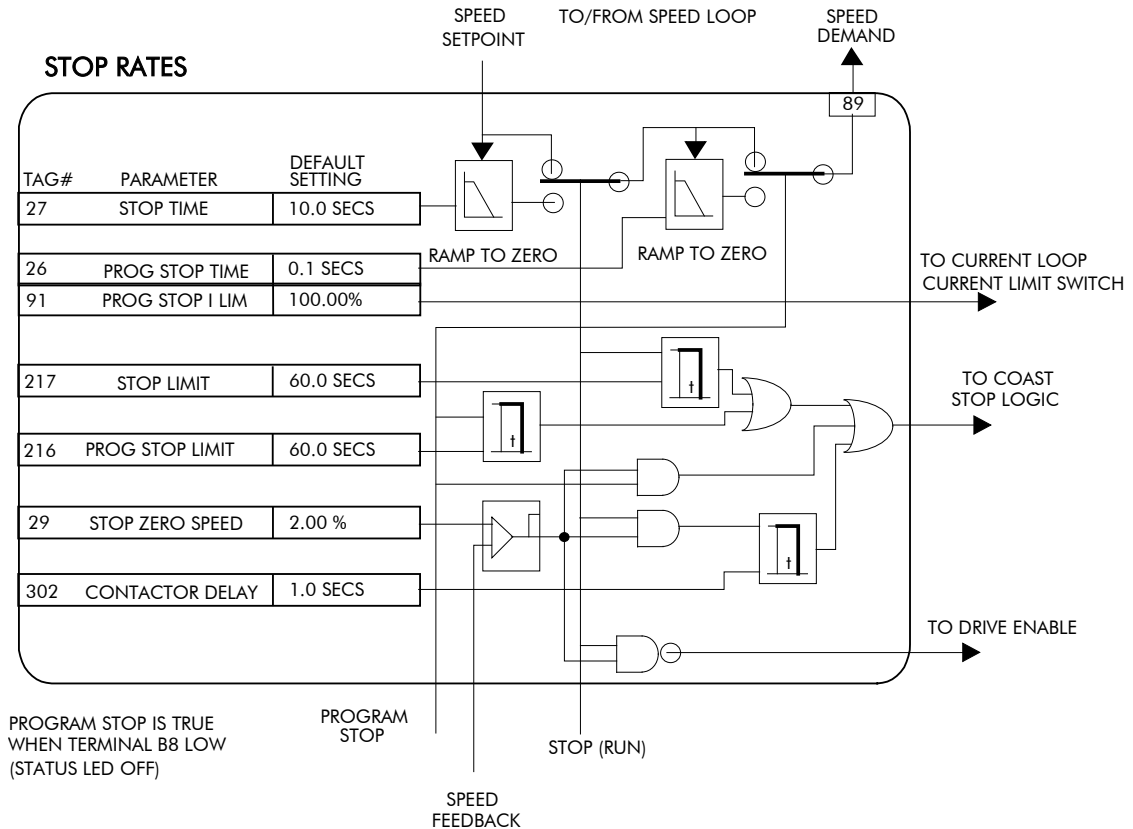 SPEED
SETPOINT
TO/FROM SPEED LOOP
SPEED
DEMAND
STOP RATES
89
TAG# PARAMETER DEFAULT
SETTING
27 STOP TIME 10.0 SECS
RAMP TO ZERO
RAMP TO ZERO
26 PROG STOP TIME 0.1 SECS
91 PROG STOP I LIM 100.00%
TO CURRENT LOOP
CURRENT LIMIT SWITCH
217 STOP LIMIT 60.0 SECS
t
TO COAST
STOP LOGIC
216 PROG STOP LIMIT 60.0 SECS
t
29 STOP ZERO SPEED 2.00 %
t
302 CONTACTOR DELAY 1.0 SECS
TO DRIVE ENABLE
PROGRAM STOP IS TRUE
WHEN TERMINAL B8 LOW
(STATUS LED OFF)
PROGRAM
STOP
STOP (RUN)
SPEED
FEEDBACK